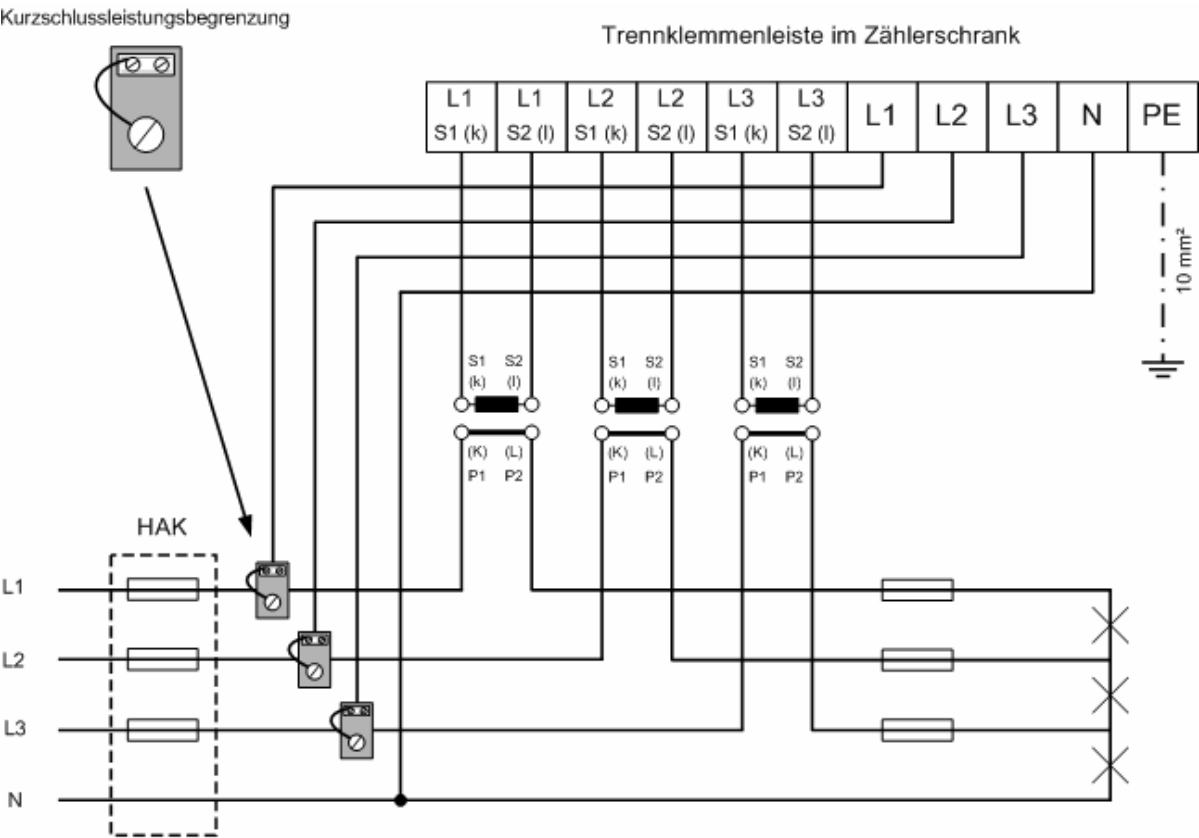 Kurzschlussleistungsbegrenzung
Trennklemmenleiste im Zählerschrank
L1 L1 L2 L2 L3 L3 L1 L2 L3 N PE
S1 (k) S2 (l) S1 (k) S2 (l) S1 (k) S2 (l)
10 mm²
S1 S2 S1 S2 S1 S2
(k) (l) (k) (l) (k) (l)
(K) (L) (K) (L) (K) (L)
P1 P2 P1 P2 P1 P2
HAK
L1
L2
L3
N